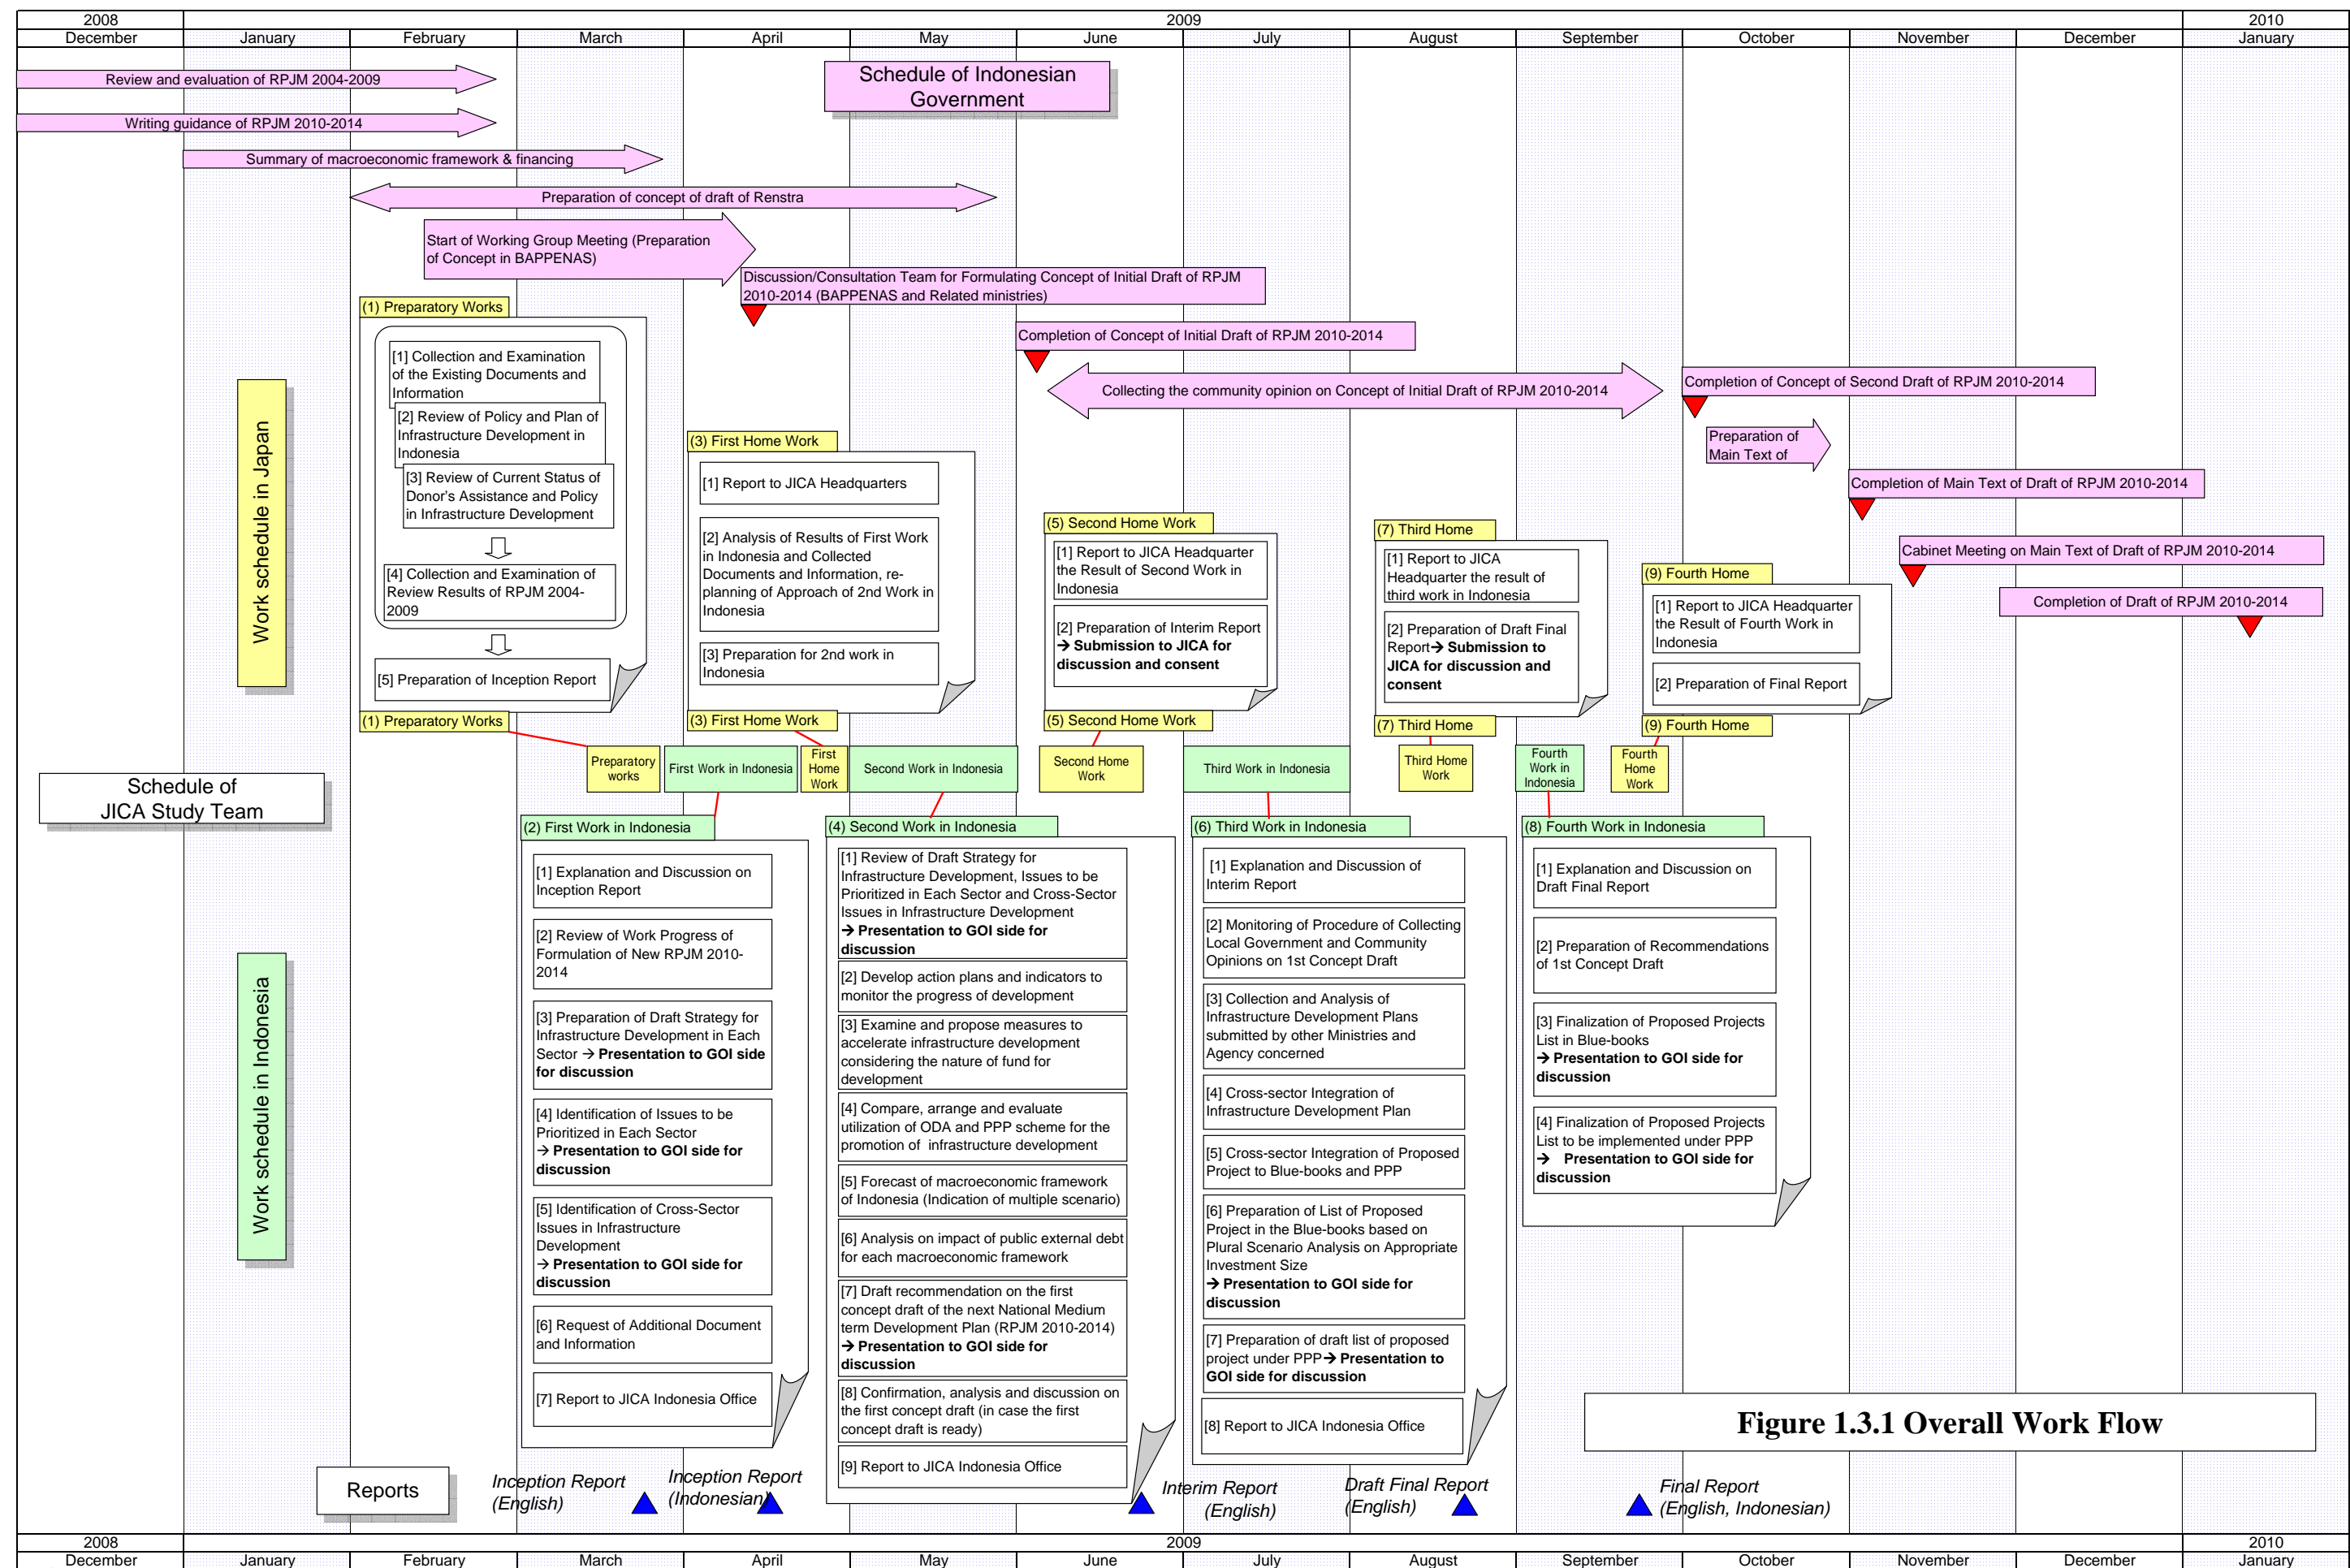 2008
2009
2010
December
January
February
March
April
May
June
July
August
September
October
November
December
January
Review and evaluation of RPJM 2004-2009
Schedule of Indonesian
Government
Writing guidance of RPJM 2010-2014
Summary of macroeconomic framework & financing
Preparation of concept of draft of Renstra
Start of Working Group Meeting (Preparation
of Concept in BAPPENAS)
Discussion/Consultation Team for Formulating Concept of Initial Draft of RPJM
2010-2014 (BAPPENAS and Related ministries)
Completion of Concept of Initial Draft of RPJM 2010-2014
Collecting the community opinion on Concept of Initial Draft of RPJM 2010-2014
Completion of Concept of Second Draft of RPJM 2010-2014
Preparation of
Main Text of
Completion of Main Text of Draft of RPJM 2010-2014
Cabinet Meeting on Main Text of Draft of RPJM 2010-2014
Completion of Draft of RPJM 2010-2014
Work schedule in Japan
(1) Preparatory Works
[1] Collection and Examination
of the Existing Documents and
Information
[2] Review of Policy and Plan of
Infrastructure Development in
Indonesia
[3] Review of Current Status of
Donor's Assistance and Policy
in Infrastructure Development
[4] Collection and Examination of
Review Results of RPJM 2004-
2009
[5] Preparation of Inception Report
(1) Preparatory Works
(3) First Home Work
[1] Report to JICA Headquarters
[2] Analysis of Results of First Work
in Indonesia and Collected
Documents and Information, re-
planning of Approach of 2nd Work in
Indonesia
[3] Preparation for 2nd work in
Indonesia
(3) First Home Work
(5) Second Home Work
[1] Report to JICA Headquarter
the Result of Second Work in
Indonesia
[2] Preparation of Interim Report
→ Submission to JICA for
discussion and consent
(5) Second Home Work
(7) Third Home
[1] Report to JICA
Headquarter the result of
third work in Indonesia
[2] Preparation of Draft Final
Report→ Submission to
JICA for discussion and
consent
(7) Third Home
(9) Fourth Home
[1] Report to JICA Headquarter
the Result of Fourth Work in
Indonesia
[2] Preparation of Final Report
(9) Fourth Home
Schedule of
JICA Study Team
Preparatory
works
First Work in Indonesia
First
Home
Work
Second Work in Indonesia
Second Home
Work
Third Work in Indonesia
Third Home
Work
Fourth
Work in
Indonesia
Fourth
Home
Work
Work schedule in Indonesia
(2) First Work in Indonesia
[1] Explanation and Discussion on
Inception Report
[2] Review of Work Progress of
Formulation of New RPJM 2010-
2014
[3] Preparation of Draft Strategy for
Infrastructure Development in Each
Sector → Presentation to GOI side
for discussion
[4] Identification of Issues to be
Prioritized in Each Sector
→ Presentation to GOI side for
discussion
[5] Identification of Cross-Sector
Issues in Infrastructure
Development
→ Presentation to GOI side for
discussion
[6] Request of Additional Document
and Information
[7] Report to JICA Indonesia Office
(4) Second Work in Indonesia
[1] Review of Draft Strategy for
Infrastructure Development, Issues to be
Prioritized in Each Sector and Cross-Sector
Issues in Infrastructure Development
→ Presentation to GOI side for
discussion
[2] Develop action plans and indicators to
monitor the progress of development
[3] Examine and propose measures to
accelerate infrastructure development
considering the nature of fund for
development
[4] Compare, arrange and evaluate
utilization of ODA and PPP scheme for the
promotion of infrastructure development
[5] Forecast of macroeconomic framework
of Indonesia (Indication of multiple scenario)
[6] Analysis on impact of public external debt
for each macroeconomic framework
[7] Draft recommendation on the first
concept draft of the next National Medium
term Development Plan (RPJM 2010-2014)
→ Presentation to GOI side for
discussion
[8] Confirmation, analysis and discussion on
the first concept draft (in case the first
concept draft is ready)
[9] Report to JICA Indonesia Office
(6) Third Work in Indonesia
[1] Explanation and Discussion of
Interim Report
[2] Monitoring of Procedure of Collecting
Local Government and Community
Opinions on 1st Concept Draft
[3] Collection and Analysis of
Infrastructure Development Plans
submitted by other Ministries and
Agency concerned
[4] Cross-sector Integration of
Infrastructure Development Plan
[5] Cross-sector Integration of Proposed
Project to Blue-books and PPP
[6] Preparation of List of Proposed
Project in the Blue-books based on
Plural Scenario Analysis on Appropriate
Investment Size
→ Presentation to GOI side for
discussion
[7] Preparation of draft list of proposed
project under PPP→ Presentation to
GOI side for discussion
[8] Report to JICA Indonesia Office
(8) Fourth Work in Indonesia
[1] Explanation and Discussion on
Draft Final Report
[2] Preparation of Recommendations
of 1st Concept Draft
[3] Finalization of Proposed Projects
List in Blue-books
→ Presentation to GOI side for
discussion
[4] Finalization of Proposed Projects
List to be implemented under PPP
→ Presentation to GOI side for
discussion
Figure 1.3.1 Overall Work Flow
Reports
Inception Report
(English)
Inception Report
(Indonesian)
Interim Report
(English)
Draft Final Report
(English)
Final Report
(English, Indonesian)
2008
2009
2010
December
January
February
March
April
May
June
July
August
September
October
November
December
January